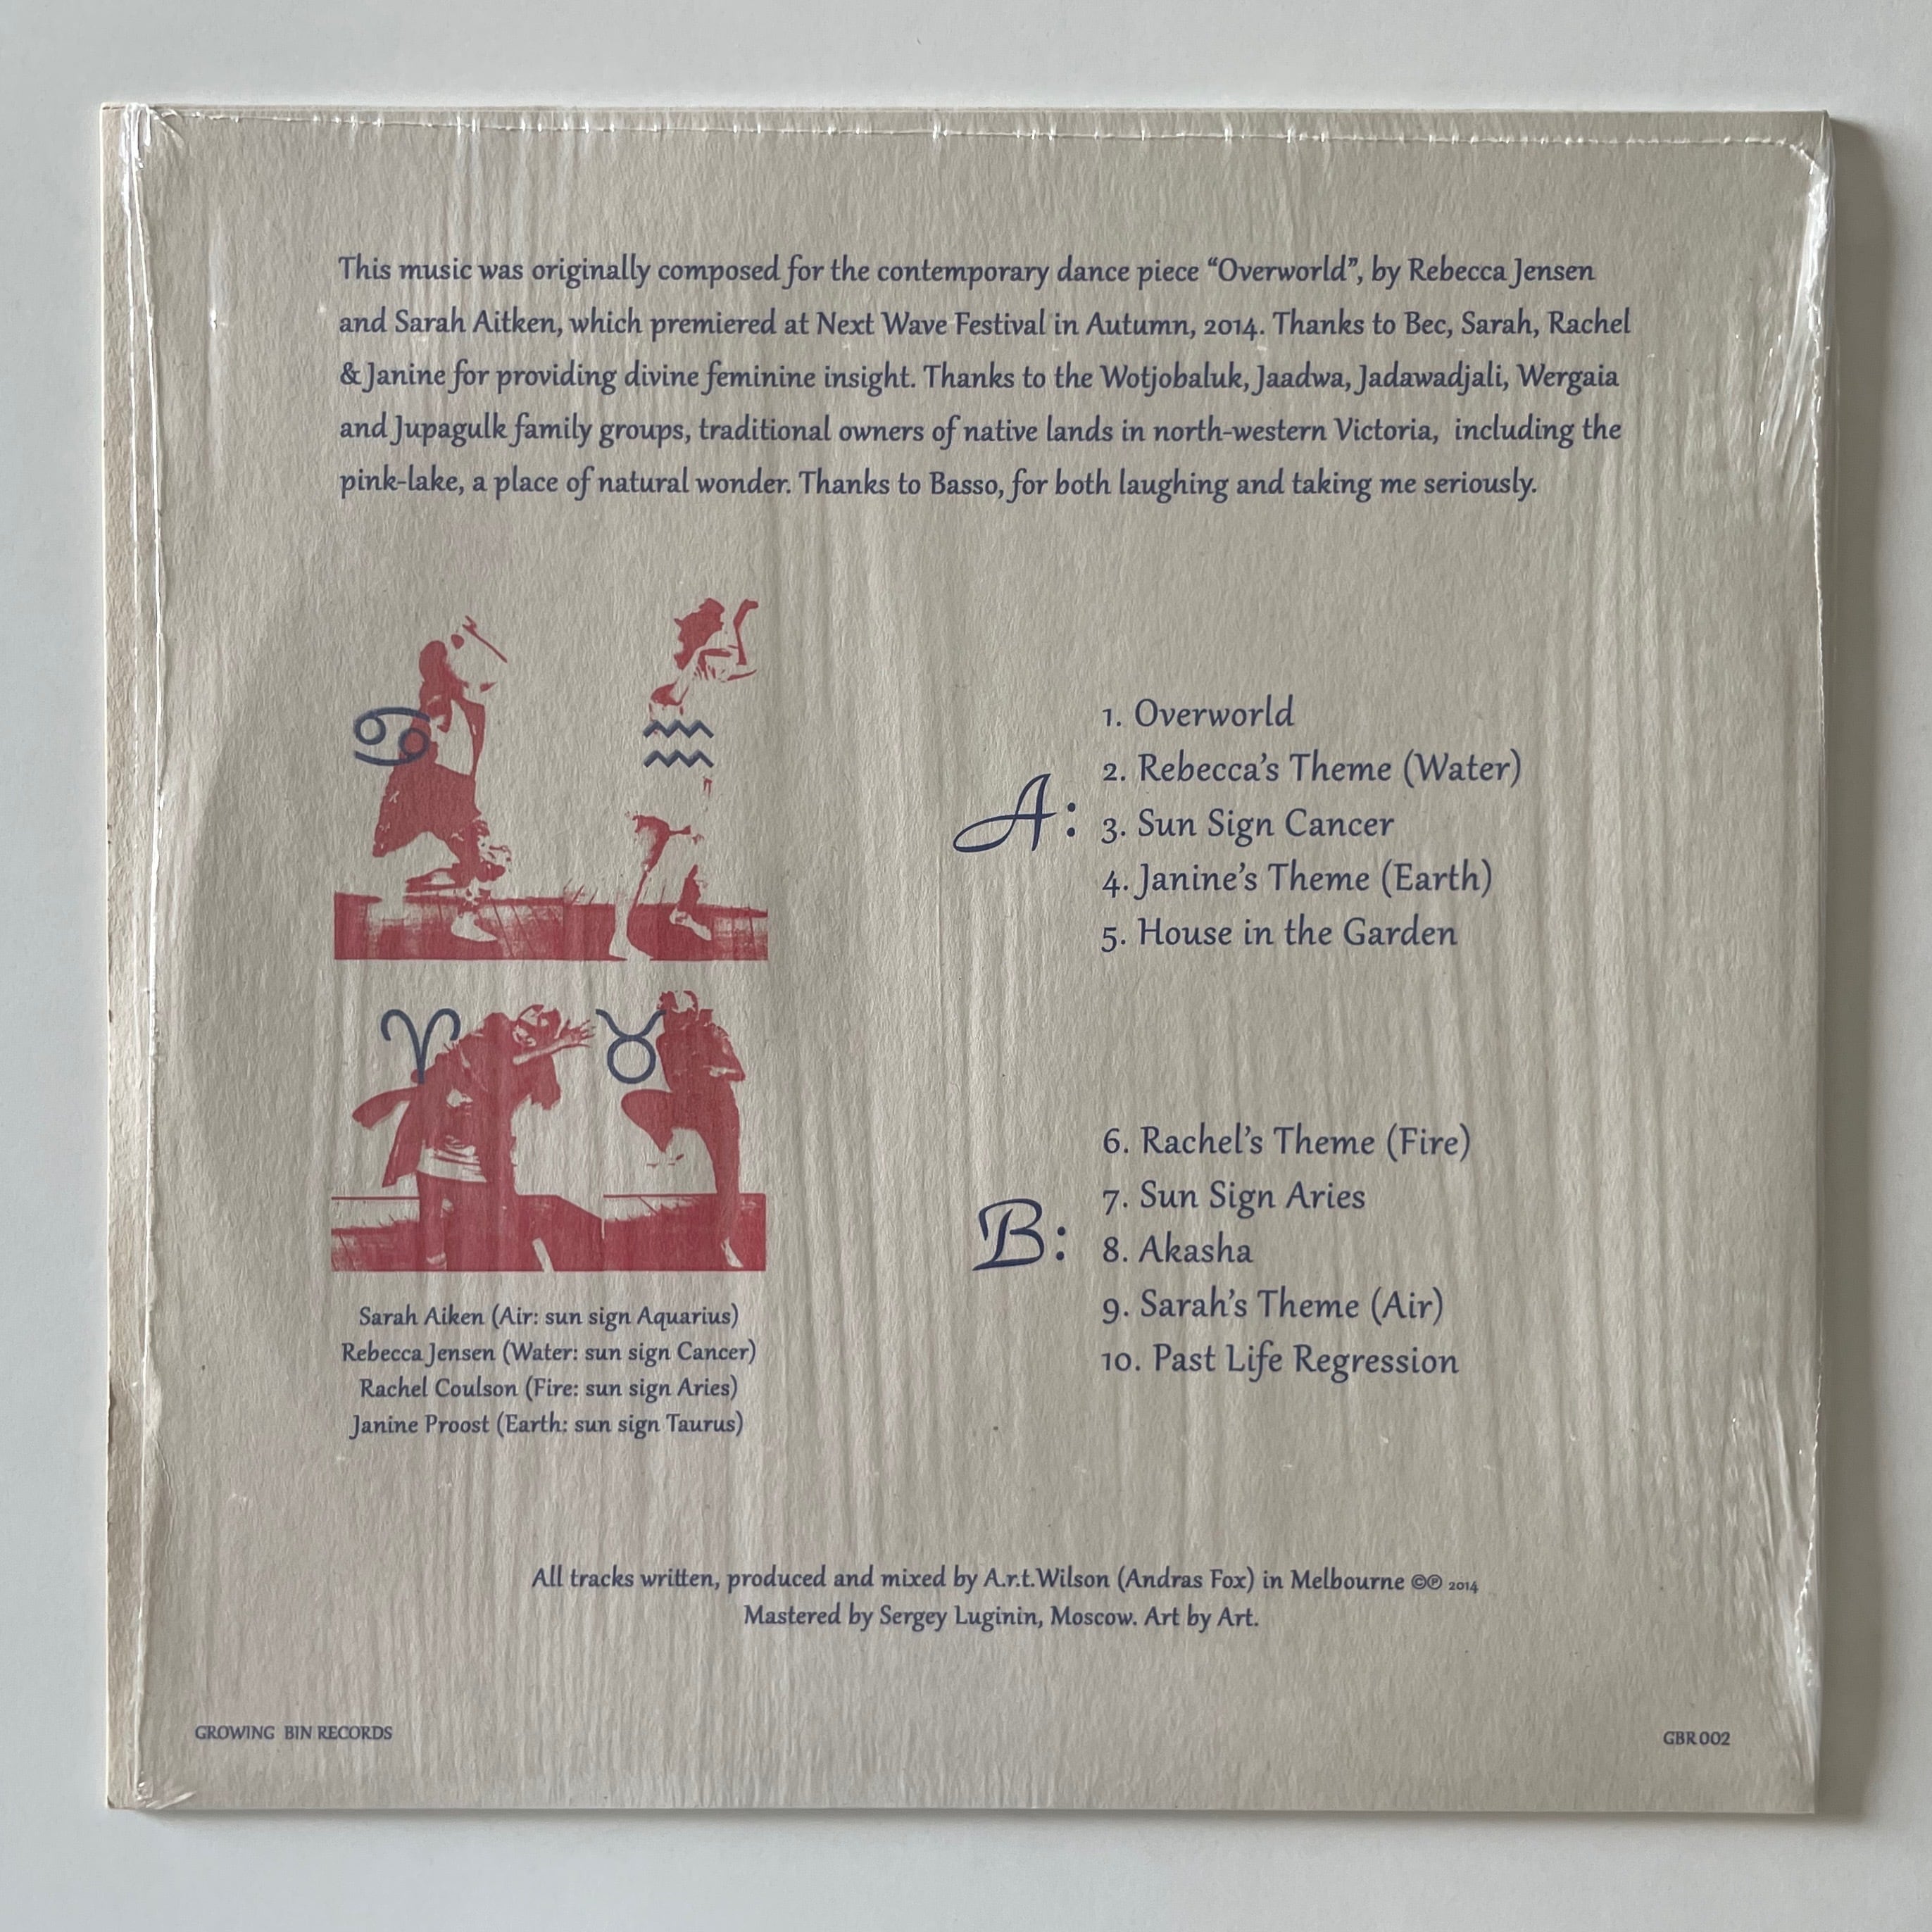 This music was originally composed for the contemporary dance piece “Overworld”, by Rebecca Jensen
and Sarah Aitken, which premiered at Next Wave Festival in Autumn, 2014. Thanks to Bec, Sarah, Rachel
& Janine for providing divine feminine insight. Thanks to the Wotjobaluk, Jaadwa, Jadawadjali, Wergaia
and Jupagulk family groups, traditional owners of native lands in north-western Victoria, including the
pink-lake, a place of natural wonder. Thanks to Basso, for both laughing and taking me seriously.
♋ ♒
♈ ♉
Sarah Aiken (Air: sun sign Aquarius)
Rebecca Jensen (Water: sun sign Cancer)
Rachel Coulson (Fire: sun sign Aries)
Janine Proost (Earth: sun sign Taurus)
A:
1. Overworld
2. Rebecca’s Theme (Water)
3. Sun Sign Cancer
4. Janine’s Theme (Earth)
5. House in the Garden
B:
6. Rachel’s Theme (Fire)
7. Sun Sign Aries
8. Akasha
9. Sarah’s Theme (Air)
10. Past Life Regression
All tracks written, produced and mixed by A.r.t.Wilson (Andras Fox) in Melbourne ©℗ 2014
Mastered by Sergey Luginin, Moscow. Art by Art.
GROWING BIN RECORDS
GBR 002